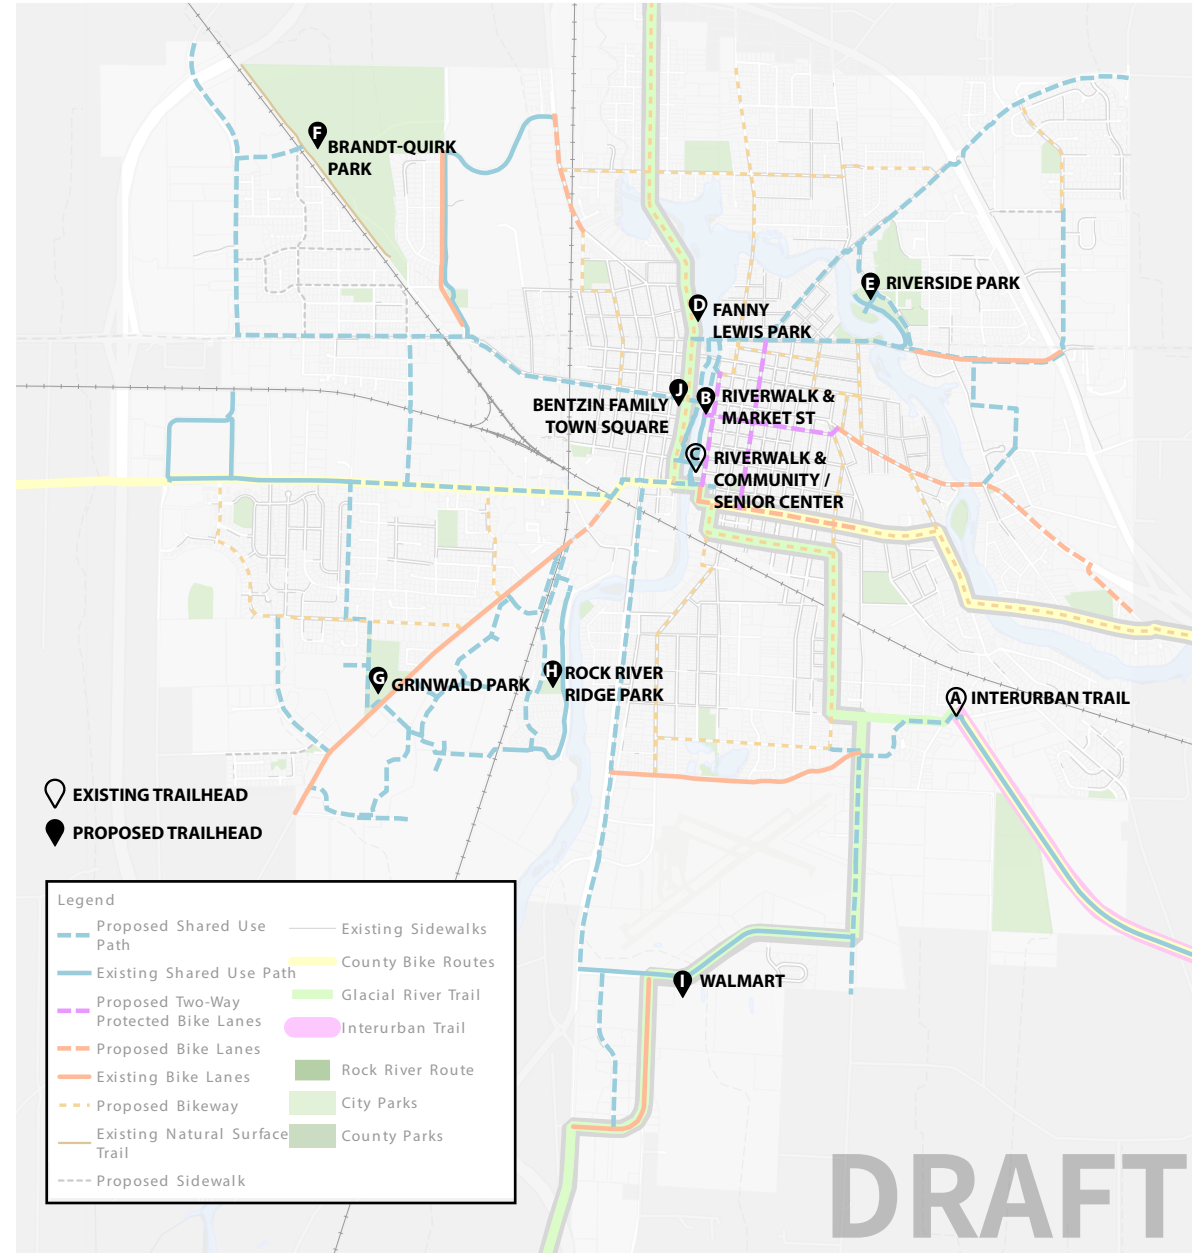 F
BRANDT-QUIRK
PARK
E
RIVERSIDE PARK
D
FANNY
LEWIS PARK
J
BENTZIN FAMILY
TOWN SQUARE
B
RIVERWALK &
MARKET ST
C
RIVERWALK &
COMMUNITY /
SENIOR CENTER
G
GRINWALD PARK
H
ROCK RIVER
RIDGE PARK
A
INTERURBAN TRAIL
EXISTING TRAILHEAD
PROPOSED TRAILHEAD
I
WALMART
Legend
Proposed Shared Use
Path
Existing Shared Use Path
Proposed Two-Way
Protected Bike Lanes
Proposed Bike Lanes
Existing Bike Lanes
Proposed Bikeway
Existing Natural Surface
Trail
Proposed Sidewalk
Existing Sidewalks
County Bike Routes
Glacial River Trail
Interurban Trail
Rock River Route
City Parks
County Parks
DRAFT